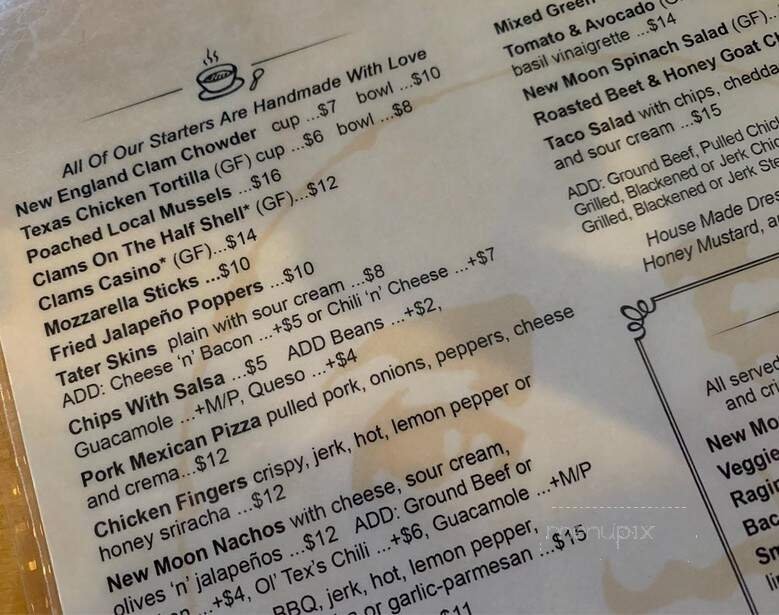 All Of Our Starters Are Handmade With Love
New England Clam Chowder cup ...$7 bowl ...$10
Texas Chicken Tortilla (GF) cup ...$6 bowl ...$8
Poached Local Mussels ...$16
Clams On The Half Shell* (GF)...$12
Clams Casino* (GF)...$14
Mozzarella Sticks ...$10
Fried Jalapeño Poppers ...$10
Tater Skins plain with sour cream ...$8
ADD: Cheese 'n' Bacon ...+$5 or Chili 'n' Cheese ...+$7
Chips With Salsa ...$5 ADD Beans ...+$2,
Guacamole ...+M/P, Queso ...+$4
Pork Mexican Pizza pulled pork, onions, peppers, cheese
and crema...$12
Chicken Fingers crispy, jerk, hot, lemon pepper or
honey sriracha ...$12
New Moon Nachos with cheese, sour cream,
olives 'n' jalapeños ...$12 ADD: Ground Beef or
...+$4, Ol' Tex's Chili ...+$6, Guacamole ...+M/P
BBQ, jerk, hot, lemon pepper,
or garlic-parmesan ...$15
$11
Mixed Green
Tomato & Avocado
basil vinaigrette ...$14
New Moon Spinach Salad (GF)..
Roasted Beet & Honey Goat
Taco Salad with chips, chedda
and sour cream ...$15
ADD: Ground Beef, Pulled Chic
Grilled, Blackened or Jerk Chic
Grilled, Blackened or Jerk
House Made Dres
Honey Mustard,
All served
and
New Mo
Veggie
Ragin
Bac
Sm
menupix